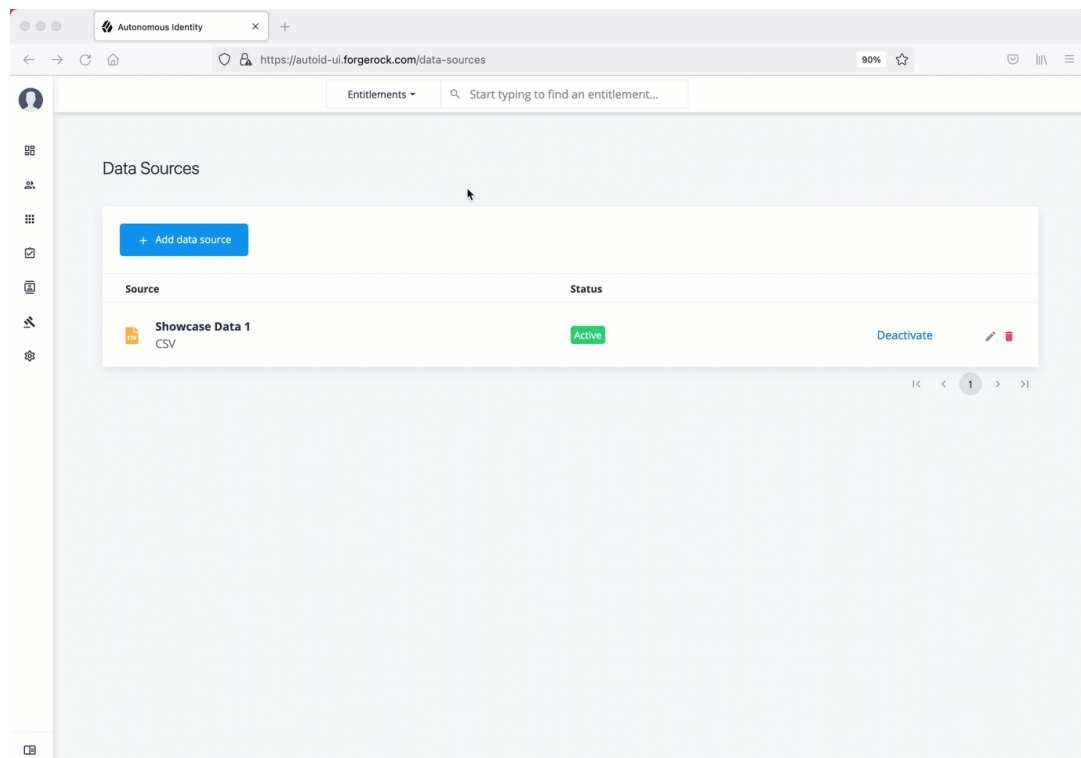 Autonomous Identity
https://autoid-ui.forgerock.com/data-sources
90%
Entitlements
Start typing to find an entitlement...
Data Sources
+ Add data source
Source Status
Showcase Data 1
CSV
Active
Deactivate
1